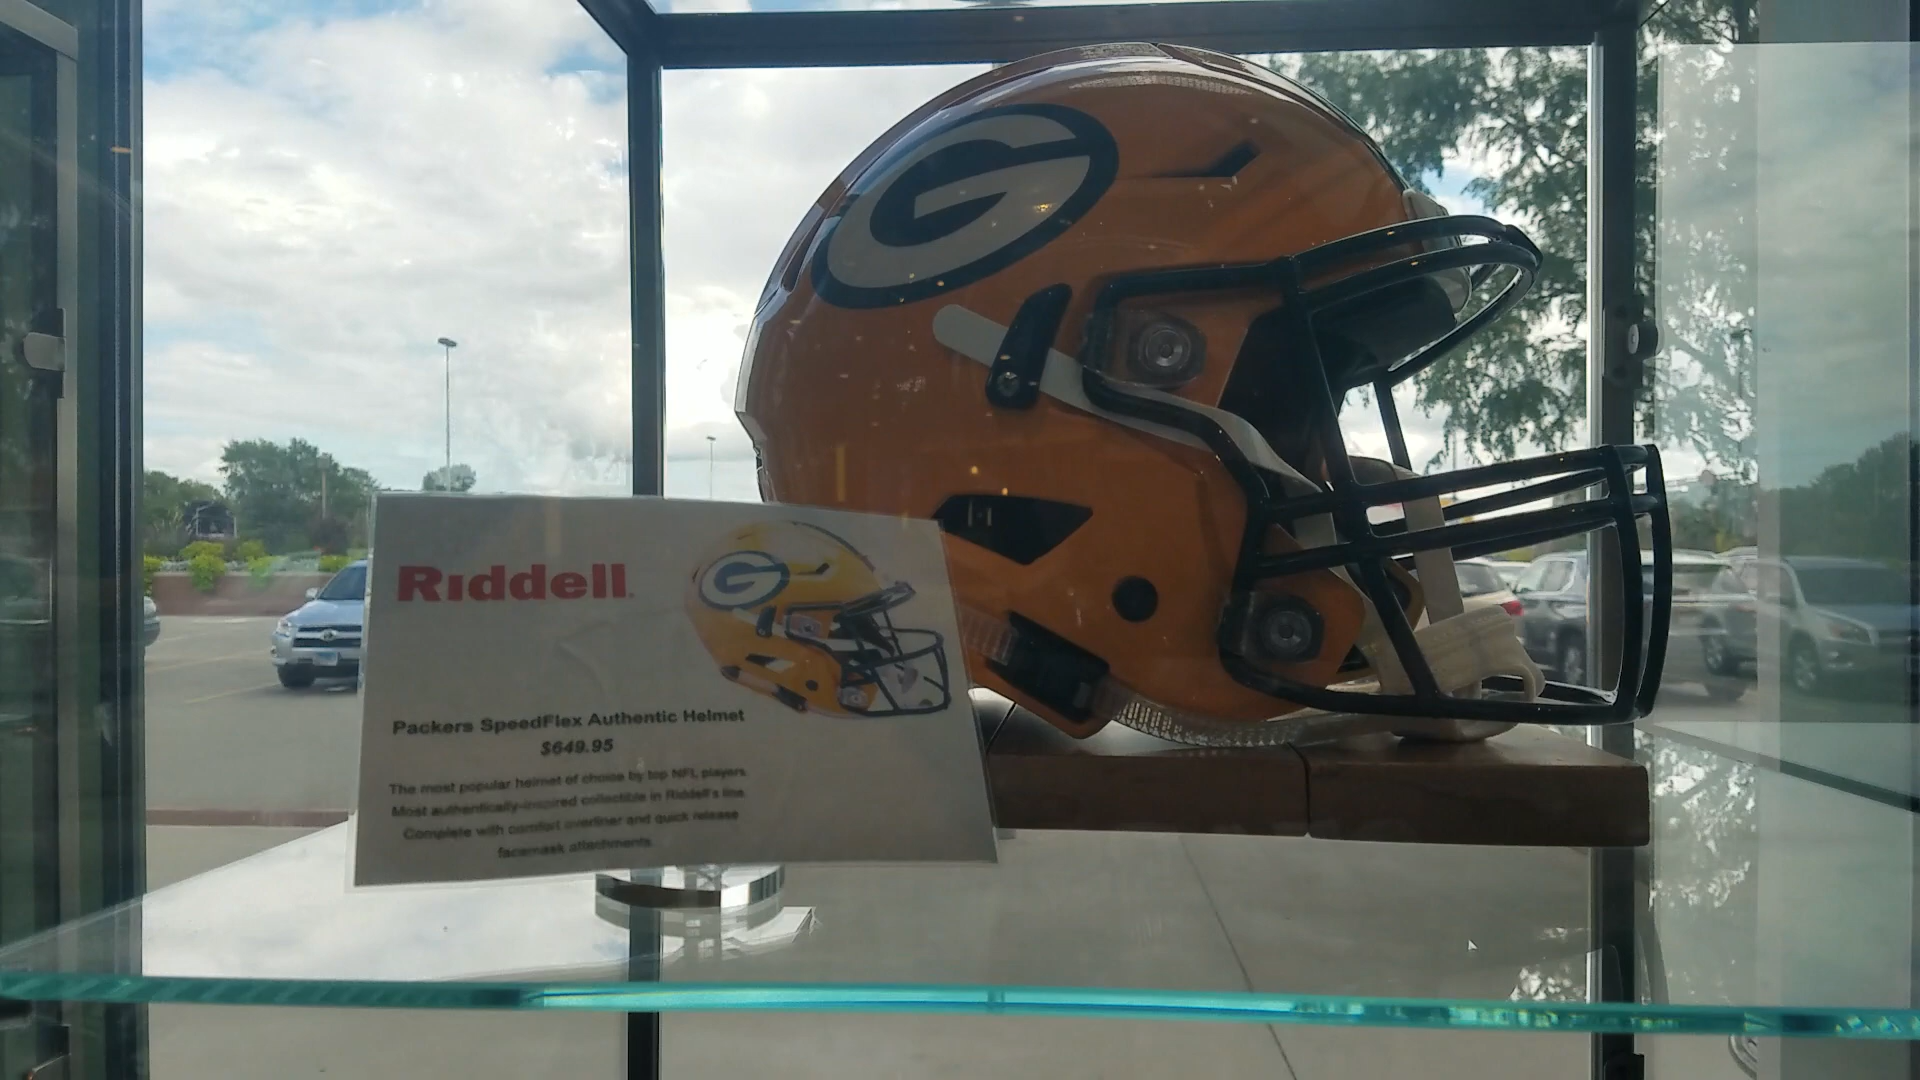 G
RIDDELL
G
Packers SpeedFlex Authentic Helmet
$649.95
The most popular helmet of choice by top NFL players
Most authentically-inspired collectible in Riddell's line
Complete with comfort overliner and quick release
facemask attachments